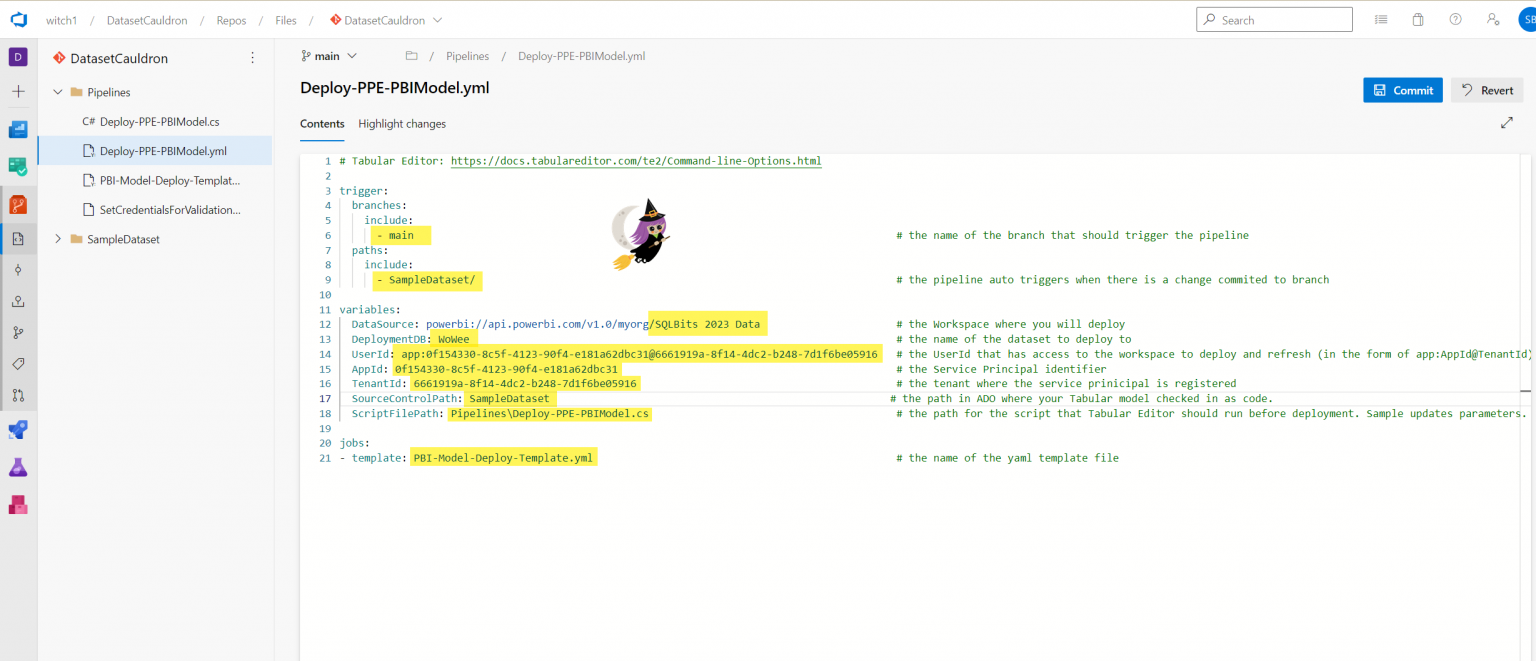 witch1 / DatasetCauldron / Repos / Files / DatasetCauldron
Search
SB
D
DatasetCauldron
Pipelines
C# Deploy-PPE-PBIModel.cs
Deploy-PPE-PBIModel.yml
PBI-Model-Deploy-Templat...
SetCredentialsForValidation...
SampleDataset
main / Pipelines / Deploy-PPE-PBIModel.yml
Deploy-PPE-PBIModel.yml
Commit
Revert
Contents Highlight changes
1 # Tabular Editor: https://docs.tabulareditor.com/te2/Command-line-Options.html
2
3 trigger:
4 branches:
5 include:
6 - main # the name of the branch that should trigger the pipeline
7 paths:
8 include:
9 - SampleDataset/ # the pipeline auto triggers when there is a change commited to branch
10
11 variables:
12 DataSource: powerbi://api.powerbi.com/v1.0/myorg/SQLBits 2023 Data # the Workspace where you will deploy
13 DeploymentDB: WoWee # the name of the dataset to deploy to
14 UserId: app:0f154330-8c5f-4123-90f4-e181a62dbc31@6661919a-8f14-4dc2-b248-7d1f6be05916 # the UserId that has access to the workspace to deploy and refresh (in the form of app:AppId@TenantId)
15 AppId: 0f154330-8c5f-4123-90f4-e181a62dbc31 # the Service Principal identifier
16 TenantId: 6661919a-8f14-4dc2-b248-7d1f6be05916 # the tenant where the service prinicipal is registered
17 SourceControlPath: SampleDataset # the path in ADO where your Tabular model checked in as code.
18 ScriptFilePath: Pipelines\Deploy-PPE-PBIModel.cs # the path for the script that Tabular Editor should run before deployment. Sample updates parameters.
19
20 jobs:
21 - template: PBI-Model-Deploy-Template.yml # the name of the yaml template file